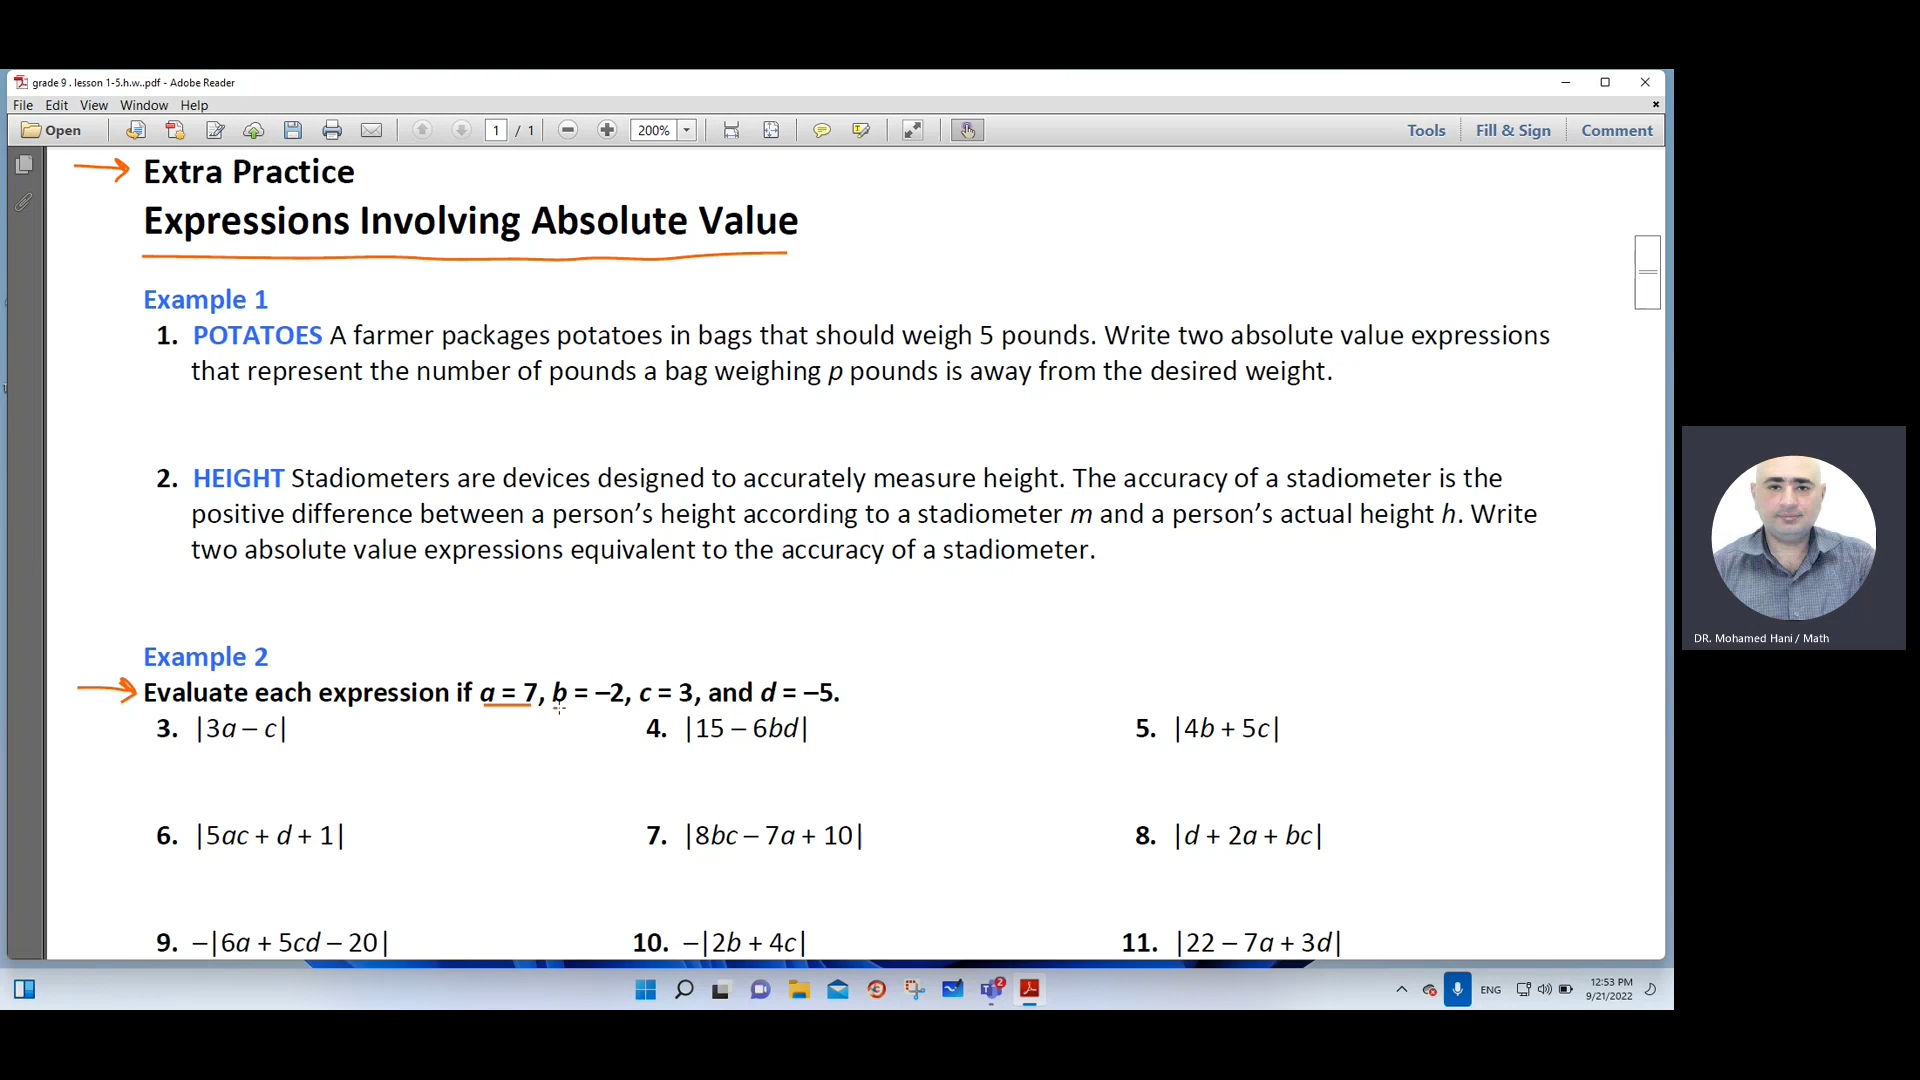 grade 9 . lesson 1-5.h.w..pdf - Adobe Reader
File Edit View Window Help
Open 1 / 1 200% Tools Fill & Sign Comment
Extra Practice
Expressions Involving Absolute Value
Example 1
1. POTATOES A farmer packages potatoes in bags that should weigh 5 pounds. Write two absolute value expressions
that represent the number of pounds a bag weighing p pounds is away from the desired weight.
2. HEIGHT Stadiometers are devices designed to accurately measure height. The accuracy of a stadiometer is the
positive difference between a person’s height according to a stadiometer m and a person’s actual height h. Write
two absolute value expressions equivalent to the accuracy of a stadiometer.
Example 2
Evaluate each expression if a = 7, b = –2, c = 3, and d = –5.
3. |3a – c| 4. |15 – 6bd| 5. |4b + 5c|
6. |5ac + d + 1| 7. |8bc – 7a + 10| 8. |d + 2a + bc|
9. –|6a + 5cd – 20| 10. –|2b + 4c| 11. |22 – 7a + 3d|
DR. Mohamed Hani / Math
2
ENG
12:53 PM
9/21/2022